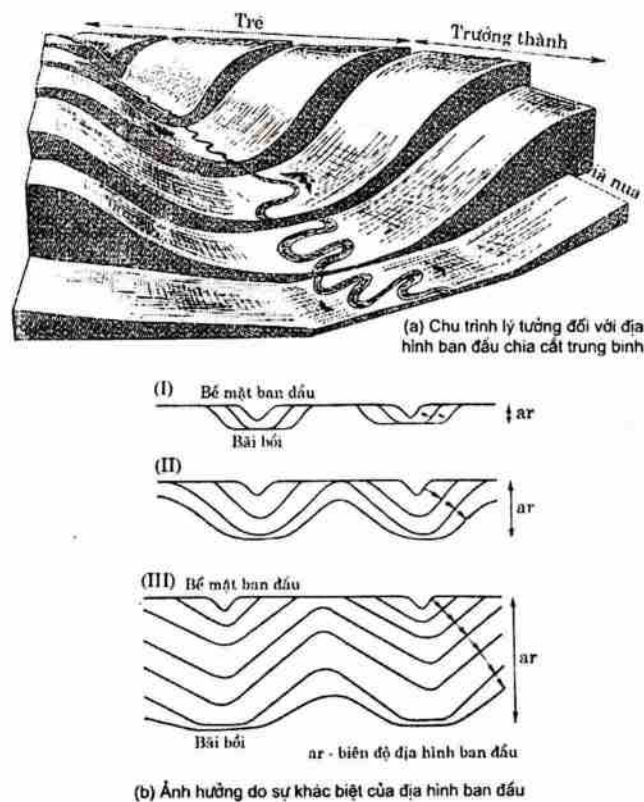 Trẻ
Trưởng thành
Già nua
(a) Chu trình lý tưởng đối với địa
hình ban đầu chia cắt trung bình
(I)
Bề mặt ban đầu
ar
Bãi bồi
(II)
ar
(III) Bề mặt ban đầu
ar
Bãi bồi
ar - biên độ địa hình ban đầu
(b) Ảnh hưởng do sự khác biệt của địa hình ban đầu